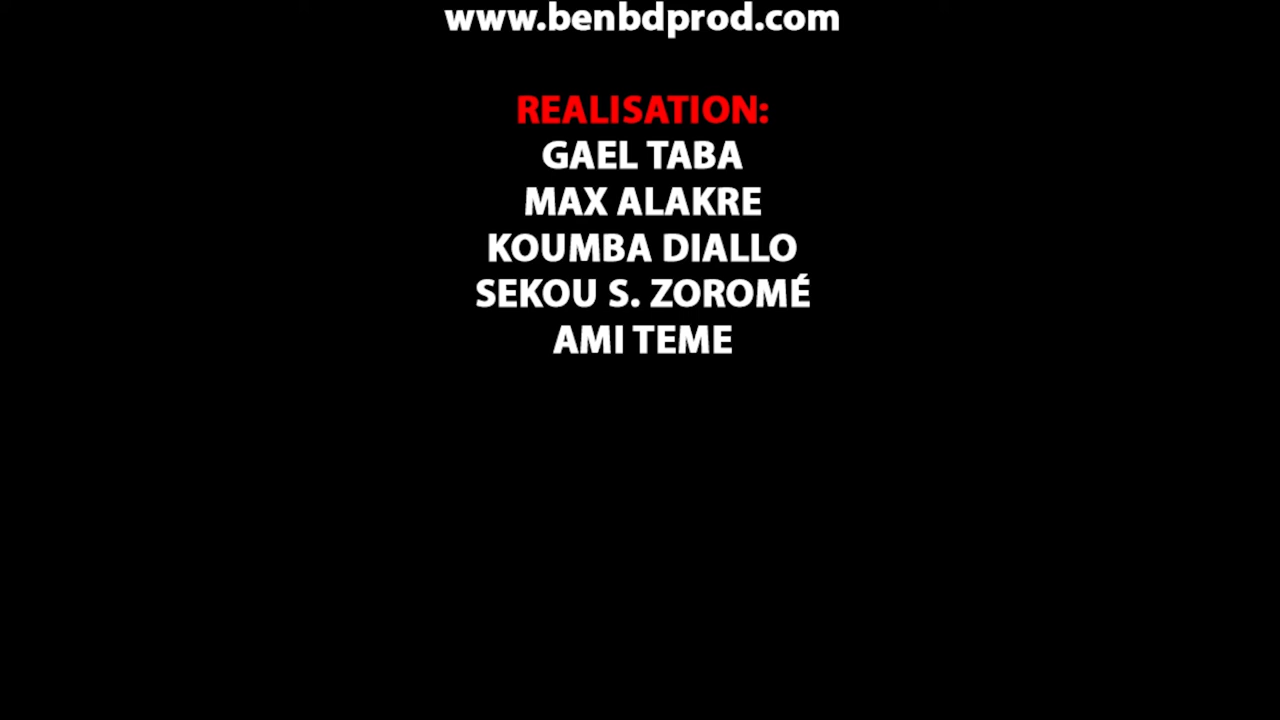 www.benbdprod.com
REALISATION:
GAEL TABA
MAX ALAKRE
KOUMBA DIALLO
SEKOU S. ZOROMÉ
AMI TEME